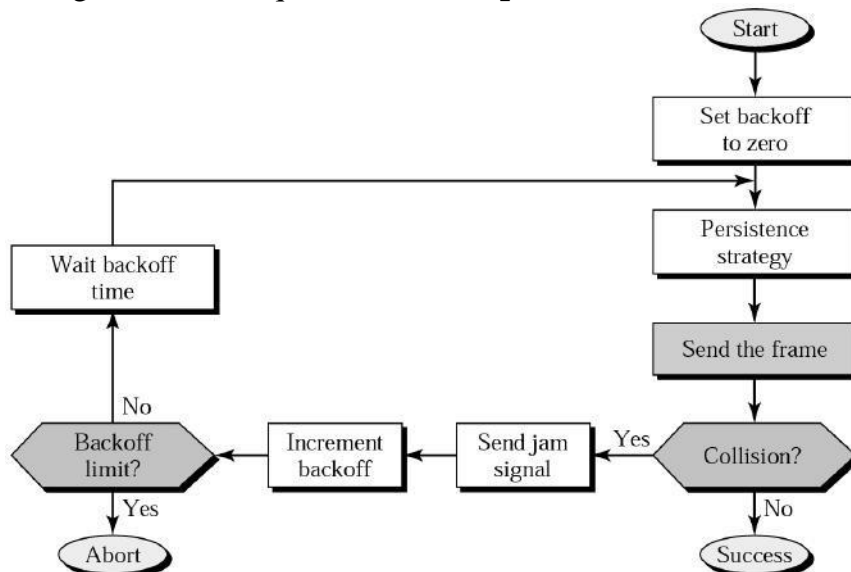 Start
Set backoff
to zero
Persistence
strategy
Wait backoff
time
Send the frame
No
Backoff
limit?
Increment
backoff
Send jam
signal
Yes
Collision?
Yes
No
Abort
Success